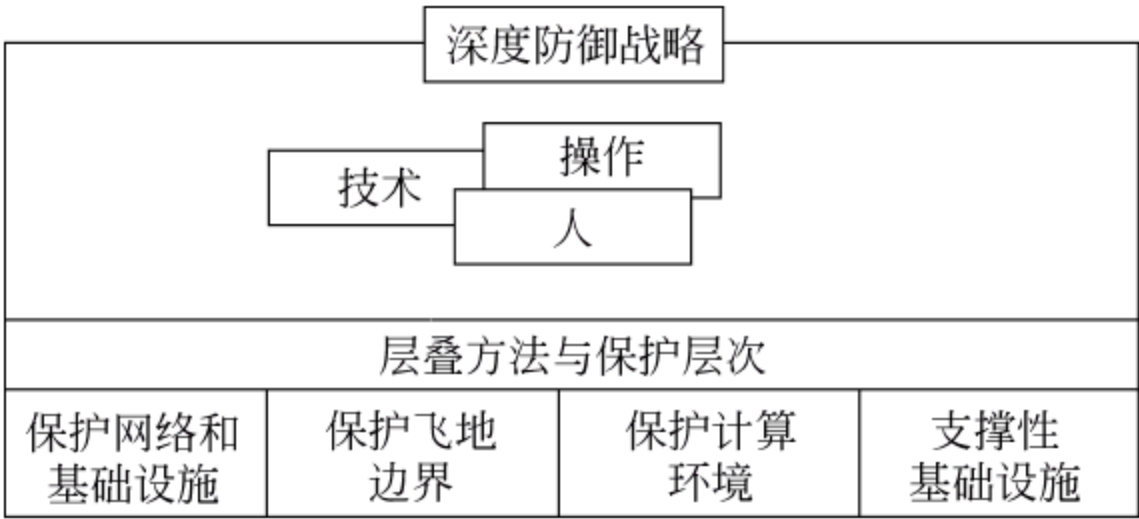 深度防御战略
操作
技术
人
层叠方法与保护层次
保护网络和
基础设施
保护飞地
边界
保护计算
环境
支撑性
基础设施